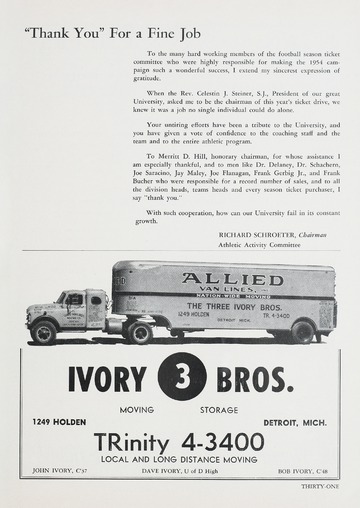 "Thank You" For a Fine Job
To the many hard working members of the football season ticket
committee who were highly responsible for making the 1954 cam-
paign such a wonderful success, I extend my sincerest expression of
gratitude.
When the Rev. Celestin J. Steiner, S.J., President of our great
University, asked me to be the chairman of this year's ticket drive, we
knew it was a job no single individual could do alone.
Your untiring efforts have been a tribute to the University, and
you have given a vote of confidence to the coaching staff and the
team and to the entire athletic program.
To Merritt D. Hill, honorary chairman, for whose assistance I
am especially thankful, and to men like Dr. Delaney, Dr. Schachern,
Joe Saracino, Jay Maley, Joe Flanagan, Frank Gerbig Jr., and Frank
Bucher who were responsible for a record number of sales, and to all
the division heads, teams heads and every season ticket purchaser, I
say "thank you."
With such cooperation, how can our University fail in its constant
growth.
RICHARD SCHROETER, Chairman
Athletic Activity Committee
ALLIED
VAN LINES, INC.
NATION-WIDE MOVING
THE THREE IVORY BROS.
1249 HOLDEN TR. 4-3400
DETROIT MICH.
IVORY 3 BROS.
MOVING STORAGE
1249 HOLDEN DETROIT, MICH.
TRinity 4-3400
LOCAL AND LONG DISTANCE MOVING
JOHN IVORY, C'37 DAVE IVORY, U of D High BOB IVORY, C'48
THIRTY-ONE